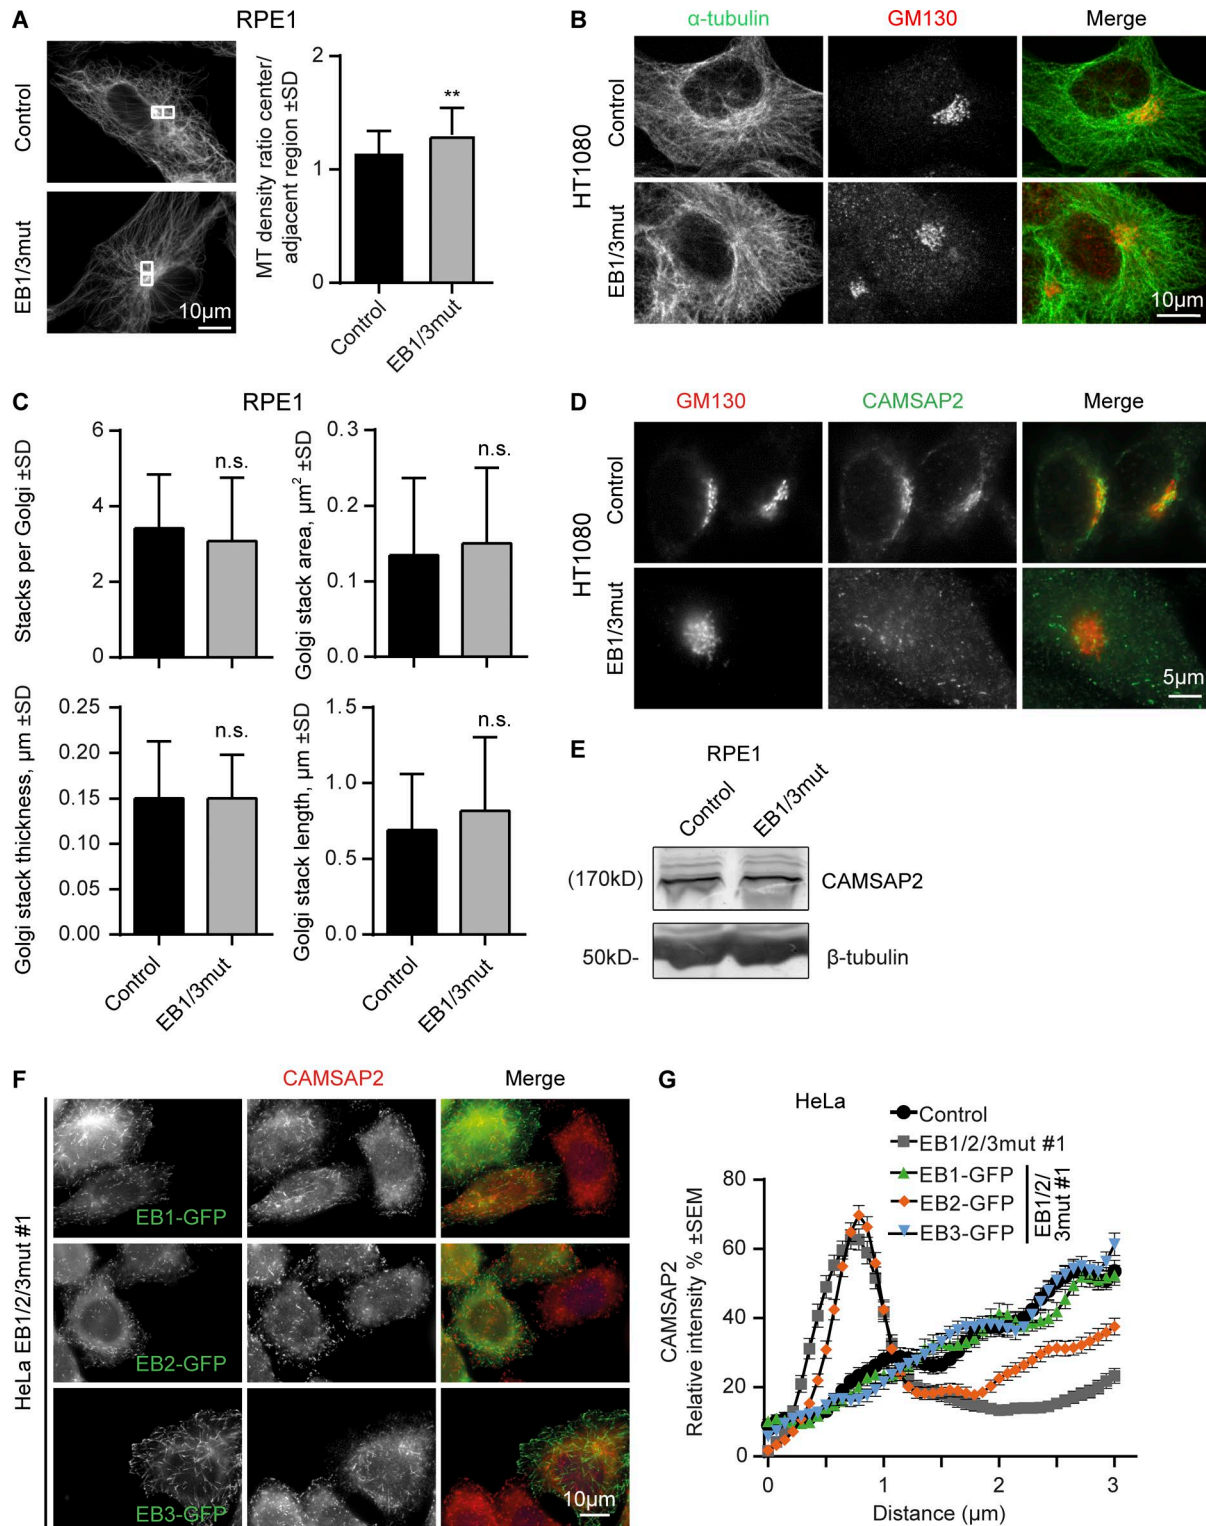 A
RPE1
Control
EB1/3mut
10µm
MT density ratio center/
adjacent region ±SD
2
1
0
**
Control
EB1/3mut
B
α-tubulin
GM130
Merge
HT1080
Control
EB1/3mut
10µm
C
RPE1
Stacks per Golgi ±SD
6
4
2
0
n.s.
Golgi stack area, µm² ±SD
0.3
0.2
0.1
0.0
n.s.
Golgi stack thickness, µm ±SD
0.25
0.20
0.15
0.10
0.05
0.00
n.s.
Control
EB1/3mut
Golgi stack length, µm ±SD
1.5
1.0
0.5
0.0
n.s.
Control
EB1/3mut
D
GM130
CAMSAP2
Merge
HT1080
Control
EB1/3mut
5µm
E
RPE1
Control
EB1/3mut
(170kD)
CAMSAP2
50kD-
β-tubulin
F
CAMSAP2
Merge
HeLa EB1/2/3mut #1
EB1-GFP
EB2-GFP
EB3-GFP
10µm
G
HeLa
Control
EB1/2/3mut #1
EB1-GFP
EB2-GFP
EB3-GFP
EB1/2/
3mut #1
CAMSAP2
Relative intensity % ±SEM
80
60
40
20
0
0
1
2
3
Distance (µm)